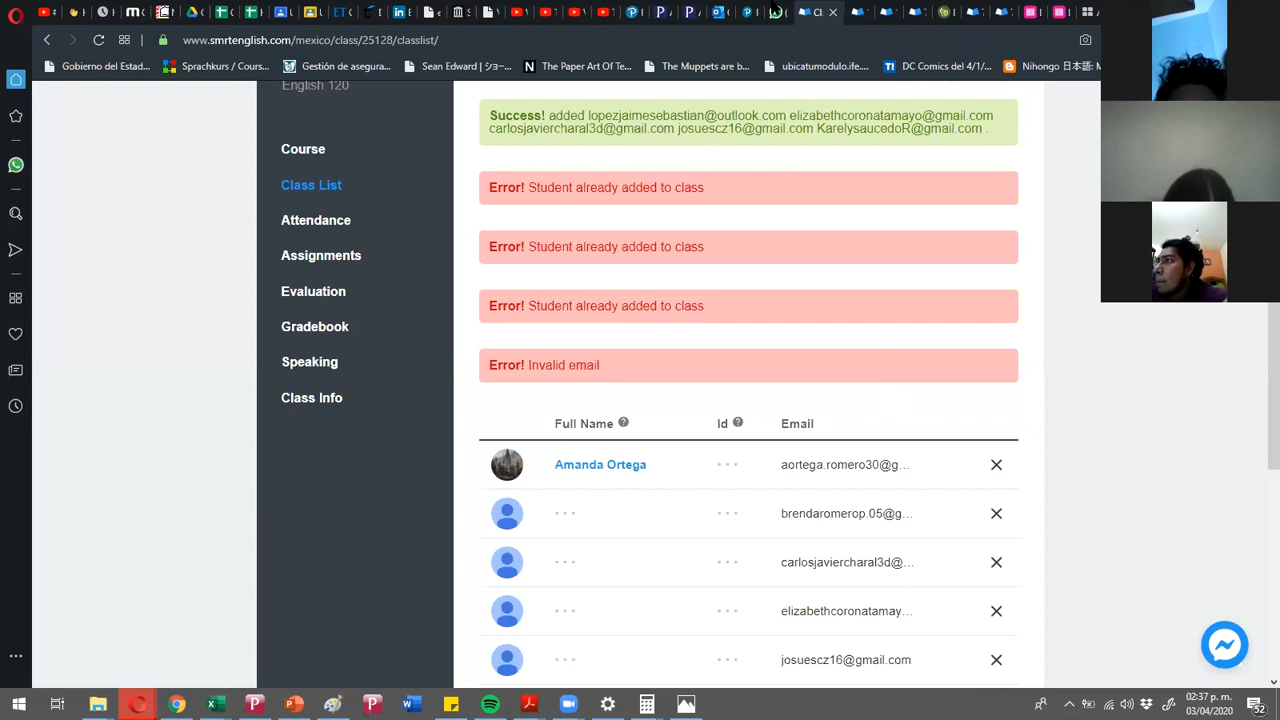 www.smrtenglish.com/mexico/class/25128/classlist/
Gobierno del Estad...
Sprachkurs / Cours...
Gestión de asegura...
Sean Edward | ショー...
The Paper Art Of Te...
The Muppets are b...
ubicatumodulo.ife....
DC Comics del 4/1/...
Nihongo 日本語: M
English 120
Course
Class List
Attendance
Assignments
Evaluation
Gradebook
Speaking
Class Info
Success! added lopezjaimesebastian@outlook.com elizabethcoronatamayo@gmail.com
carlosjaviercharal3d@gmail.com josuescz16@gmail.com KarelysaucedoR@gmail.com .
Error! Student already added to class
Error! Student already added to class
Error! Student already added to class
Error! Invalid email
Full Name Id Email
Amanda Ortega aortega.romero30@g...
brendaromerop.05@g...
carlosjaviercharal3d@...
elizabethcoronatamay...
josuescz16@gmail.com
02:37 p. m.
03/04/2020
52